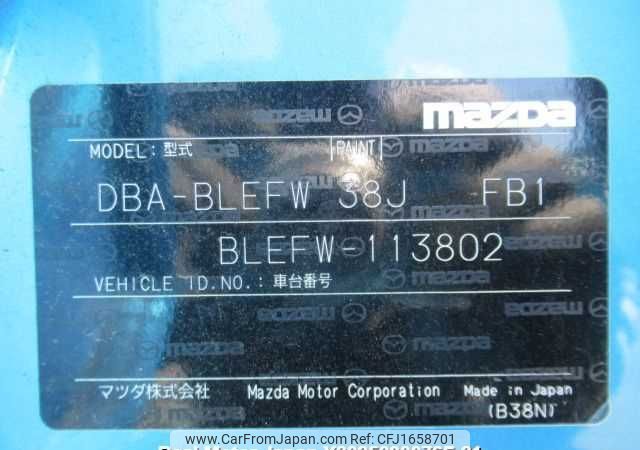 mazda
MODEL: 型式 PAINT
DBA-BLEFW 38J FB1
BLEFW-113802
VEHICLE ID.NO.: 車台番号
マツダ株式会社 Mazda Motor Corporation Made in Japan
(B38N)
www.CarFromJapan.com ID: CFJ1658701